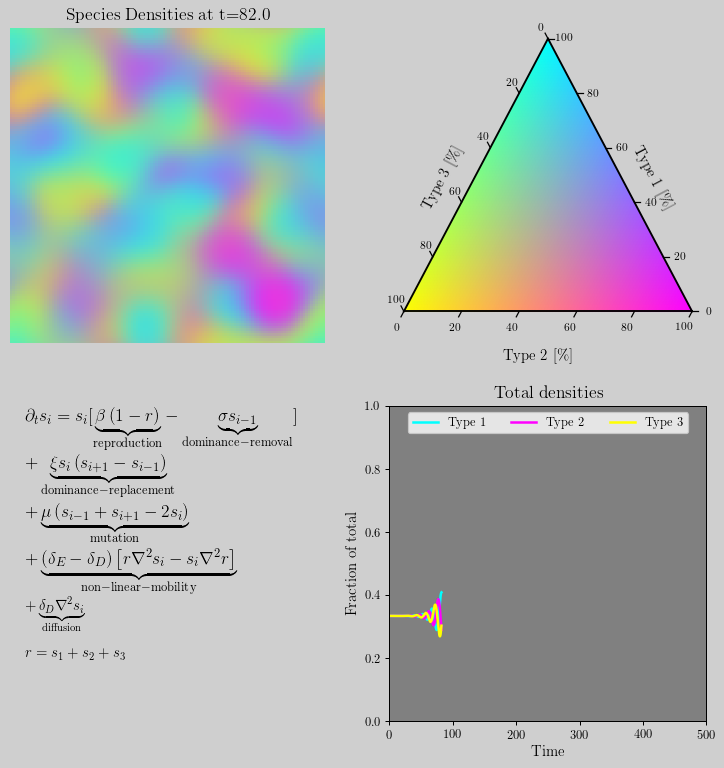 Species Densities at t=82.0
0
100
20
80
40
60
Type 3 [%]
Type 1 [%]
60
40
80
20
100
0
0 20 40 60 80 100
Type 2 [%]
∂ₜsᵢ = sᵢ[β(1 − r) − σsᵢ₋₁ ]
reproduction dominance−removal
+ ξsᵢ(sᵢ₊₁ − sᵢ₋₁)
dominance−replacement
+ μ(sᵢ₋₁ + sᵢ₊₁ − 2sᵢ)
mutation
+ (δ_E − δ_D)[r∇²sᵢ − sᵢ∇²r]
non−linear−mobility
+ δ_D∇²sᵢ
diffusion
r = s₁ + s₂ + s₃
Total densities
1.0
Type 1 Type 2 Type 3
0.8
0.6
Fraction of total
0.4
0.2
0.0
0 100 200 300 400 500
Time